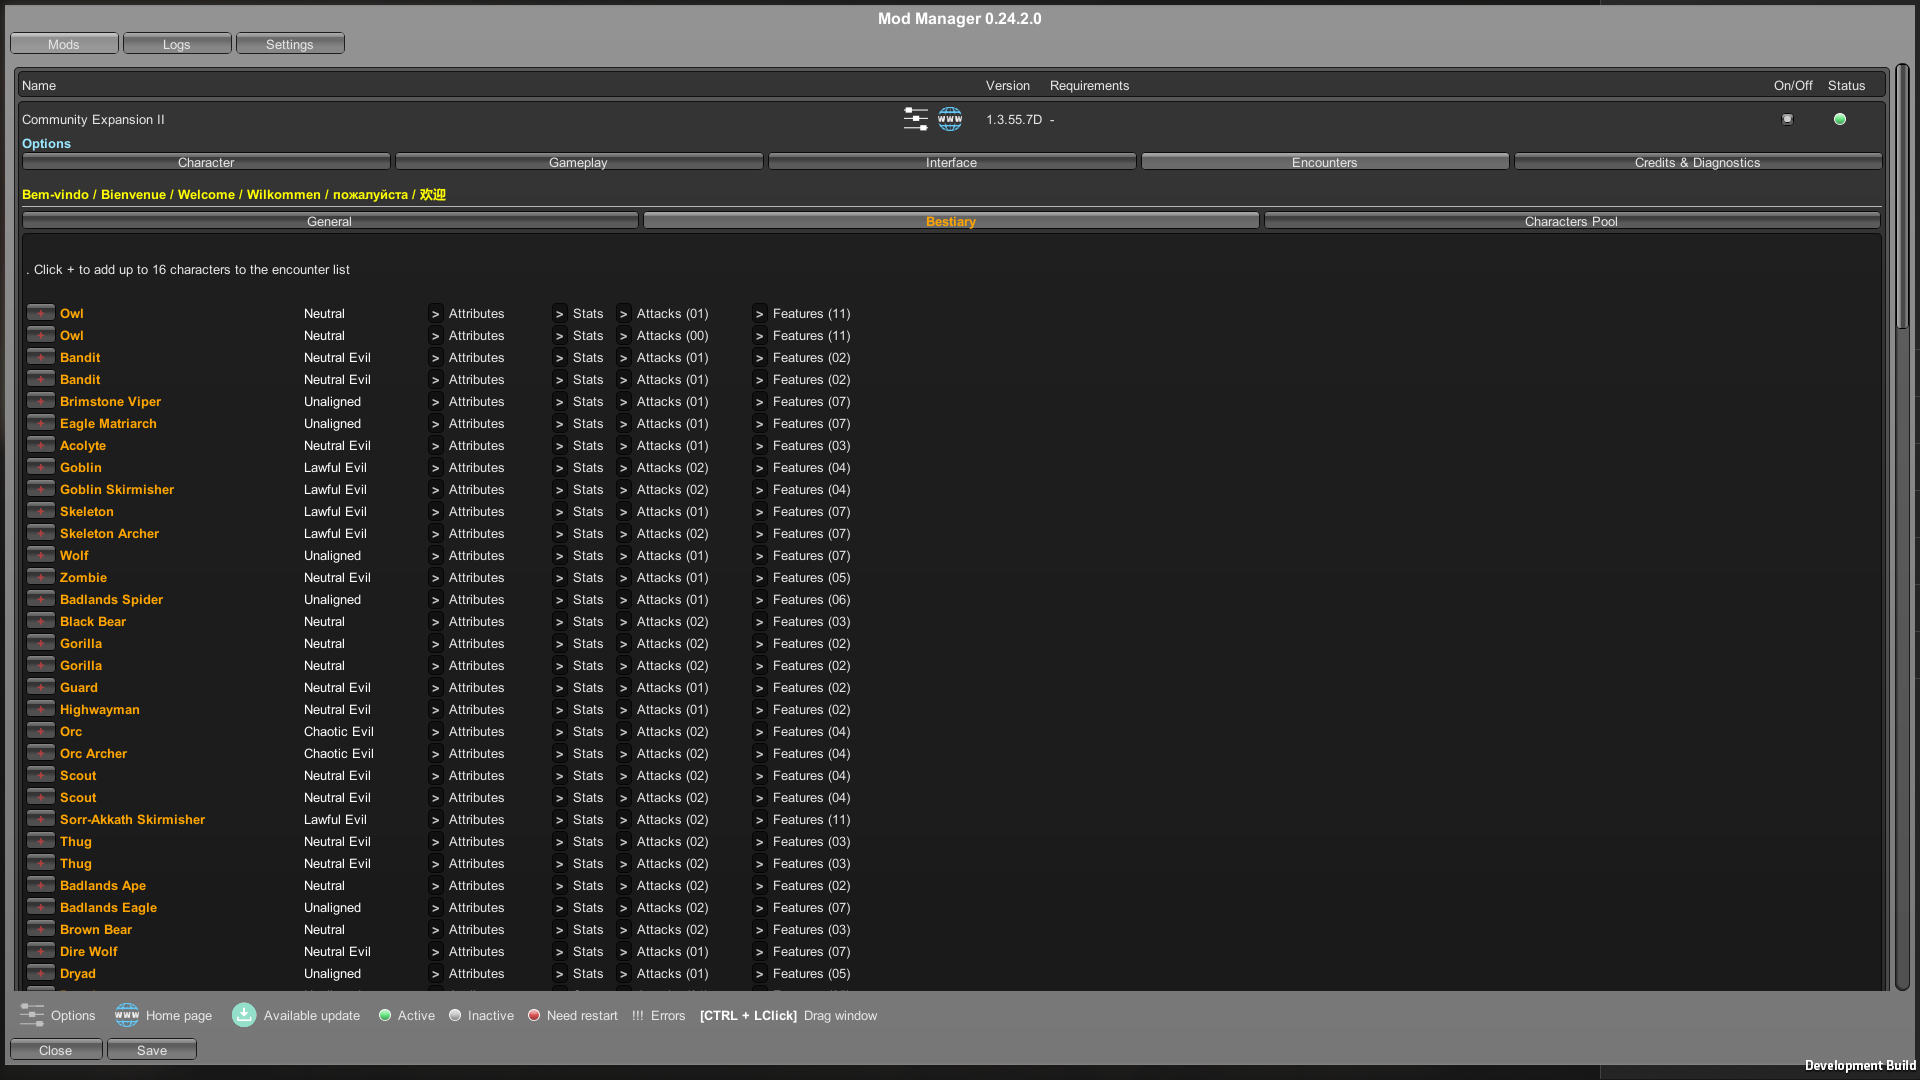 Mod Manager 0.24.2.0
Mods Logs Settings
Name Version Requirements On/Off Status
Community Expansion II WWW 1.3.55.7D -
Options
Character Gameplay Interface Encounters Credits & Diagnostics
Bem-vindo / Bienvenue / Welcome / Wilkommen / пожалуйста / 欢迎
General Bestiary Characters Pool
. Click + to add up to 16 characters to the encounter list
+ Owl Neutral > Attributes > Stats > Attacks (01) > Features (11)
+ Owl Neutral > Attributes > Stats > Attacks (00) > Features (11)
+ Bandit Neutral Evil > Attributes > Stats > Attacks (01) > Features (02)
+ Bandit Neutral Evil > Attributes > Stats > Attacks (01) > Features (02)
+ Brimstone Viper Unaligned > Attributes > Stats > Attacks (01) > Features (07)
+ Eagle Matriarch Unaligned > Attributes > Stats > Attacks (01) > Features (07)
+ Acolyte Neutral Evil > Attributes > Stats > Attacks (01) > Features (03)
+ Goblin Lawful Evil > Attributes > Stats > Attacks (02) > Features (04)
+ Goblin Skirmisher Lawful Evil > Attributes > Stats > Attacks (02) > Features (04)
+ Skeleton Lawful Evil > Attributes > Stats > Attacks (01) > Features (07)
+ Skeleton Archer Lawful Evil > Attributes > Stats > Attacks (02) > Features (07)
+ Wolf Unaligned > Attributes > Stats > Attacks (01) > Features (07)
+ Zombie Neutral Evil > Attributes > Stats > Attacks (01) > Features (05)
+ Badlands Spider Unaligned > Attributes > Stats > Attacks (01) > Features (06)
+ Black Bear Neutral > Attributes > Stats > Attacks (02) > Features (03)
+ Gorilla Neutral > Attributes > Stats > Attacks (02) > Features (02)
+ Gorilla Neutral > Attributes > Stats > Attacks (02) > Features (02)
+ Guard Neutral Evil > Attributes > Stats > Attacks (01) > Features (02)
+ Highwayman Neutral Evil > Attributes > Stats > Attacks (01) > Features (02)
+ Orc Chaotic Evil > Attributes > Stats > Attacks (02) > Features (04)
+ Orc Archer Chaotic Evil > Attributes > Stats > Attacks (02) > Features (04)
+ Scout Neutral Evil > Attributes > Stats > Attacks (02) > Features (04)
+ Scout Neutral Evil > Attributes > Stats > Attacks (02) > Features (04)
+ Sorr-Akkath Skirmisher Lawful Evil > Attributes > Stats > Attacks (02) > Features (11)
+ Thug Neutral Evil > Attributes > Stats > Attacks (02) > Features (03)
+ Thug Neutral Evil > Attributes > Stats > Attacks (02) > Features (03)
+ Badlands Ape Neutral > Attributes > Stats > Attacks (02) > Features (02)
+ Badlands Eagle Unaligned > Attributes > Stats > Attacks (02) > Features (07)
+ Brown Bear Neutral > Attributes > Stats > Attacks (02) > Features (03)
+ Dire Wolf Neutral Evil > Attributes > Stats > Attacks (01) > Features (07)
+ Dryad Unaligned > Attributes > Stats > Attacks (01) > Features (05)
Options WWW Home page Available update Active Inactive Need restart !!! Errors [CTRL + LClick] Drag window
Close Save
Development Build